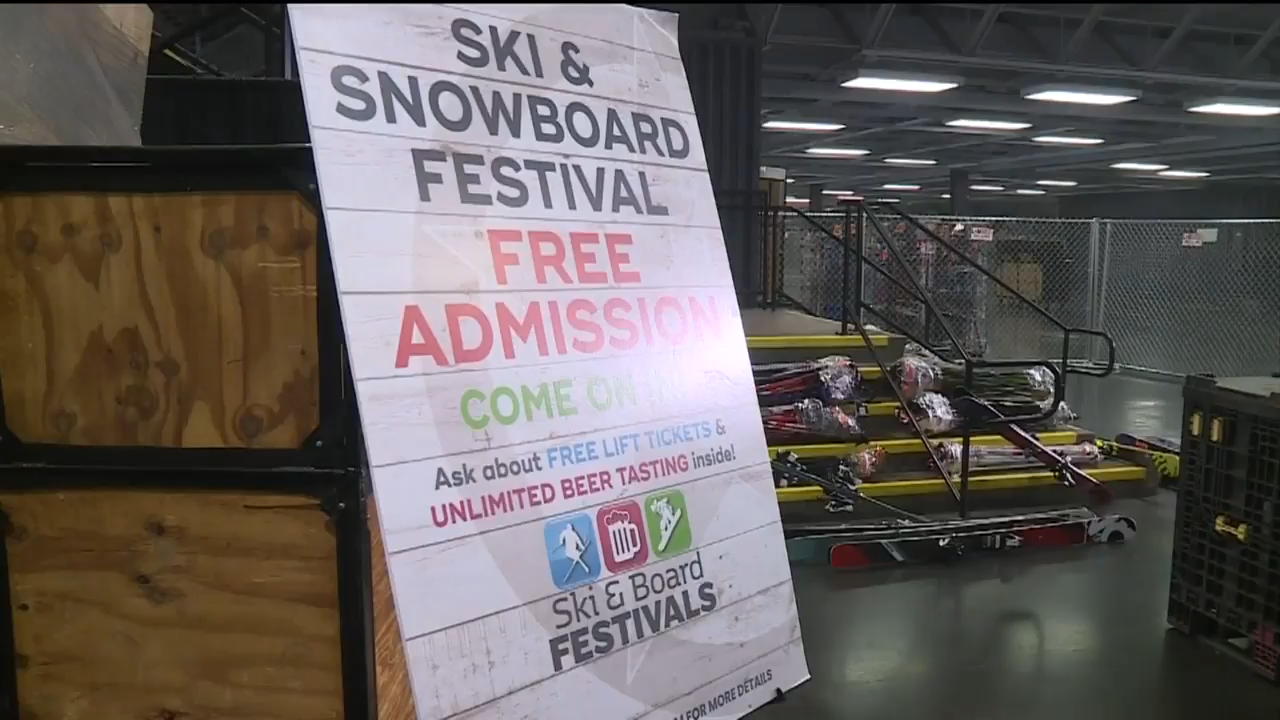 SKI &
SNOWBOARD
FESTIVAL
FREE
ADMISSION
COME ON IN
Ask about FREE LIFT TICKETS &
UNLIMITED BEER TASTING inside!
Ski & Board
FESTIVALS
FOR MORE DETAILS